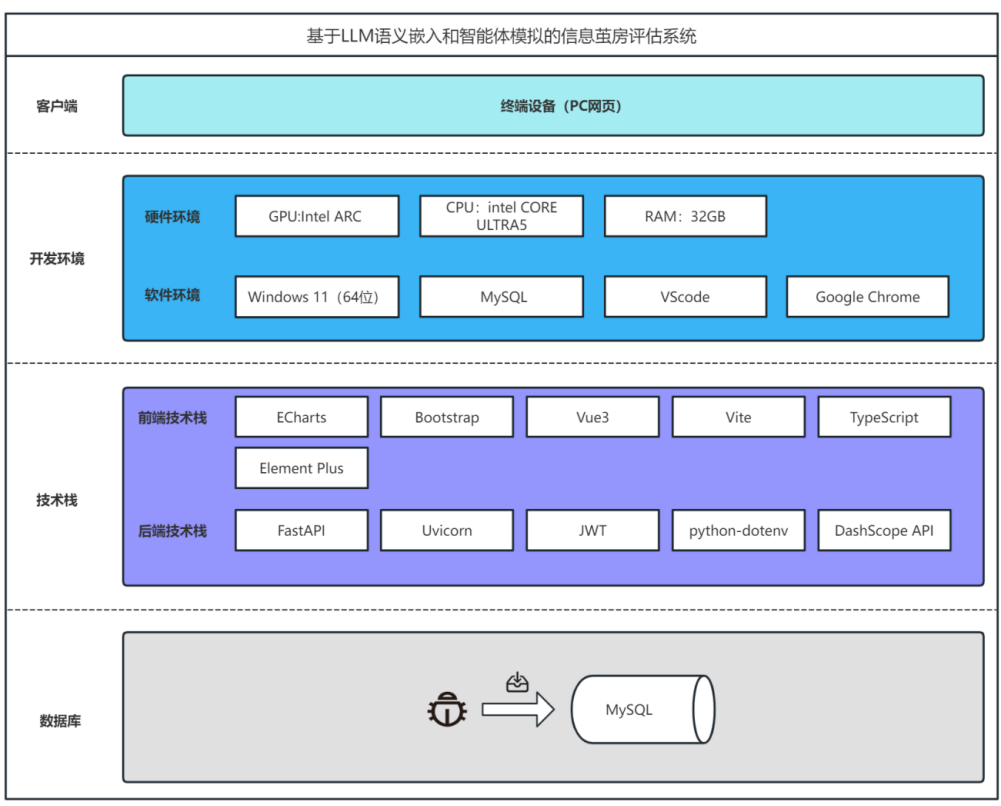 基于LLM语义嵌入和智能体模拟的信息茧房评估系统
客户端
终端设备（PC网页）
开发环境
硬件环境
GPU:Intel ARC
CPU：intel CORE
ULTRA5
RAM：32GB
软件环境
Windows 11（64位）
MySQL
VScode
Google Chrome
技术栈
前端技术栈
ECharts
Bootstrap
Vue3
Vite
TypeScript
Element Plus
后端技术栈
FastAPI
Uvicorn
JWT
python-dotenv
DashScope API
数据库
MySQL